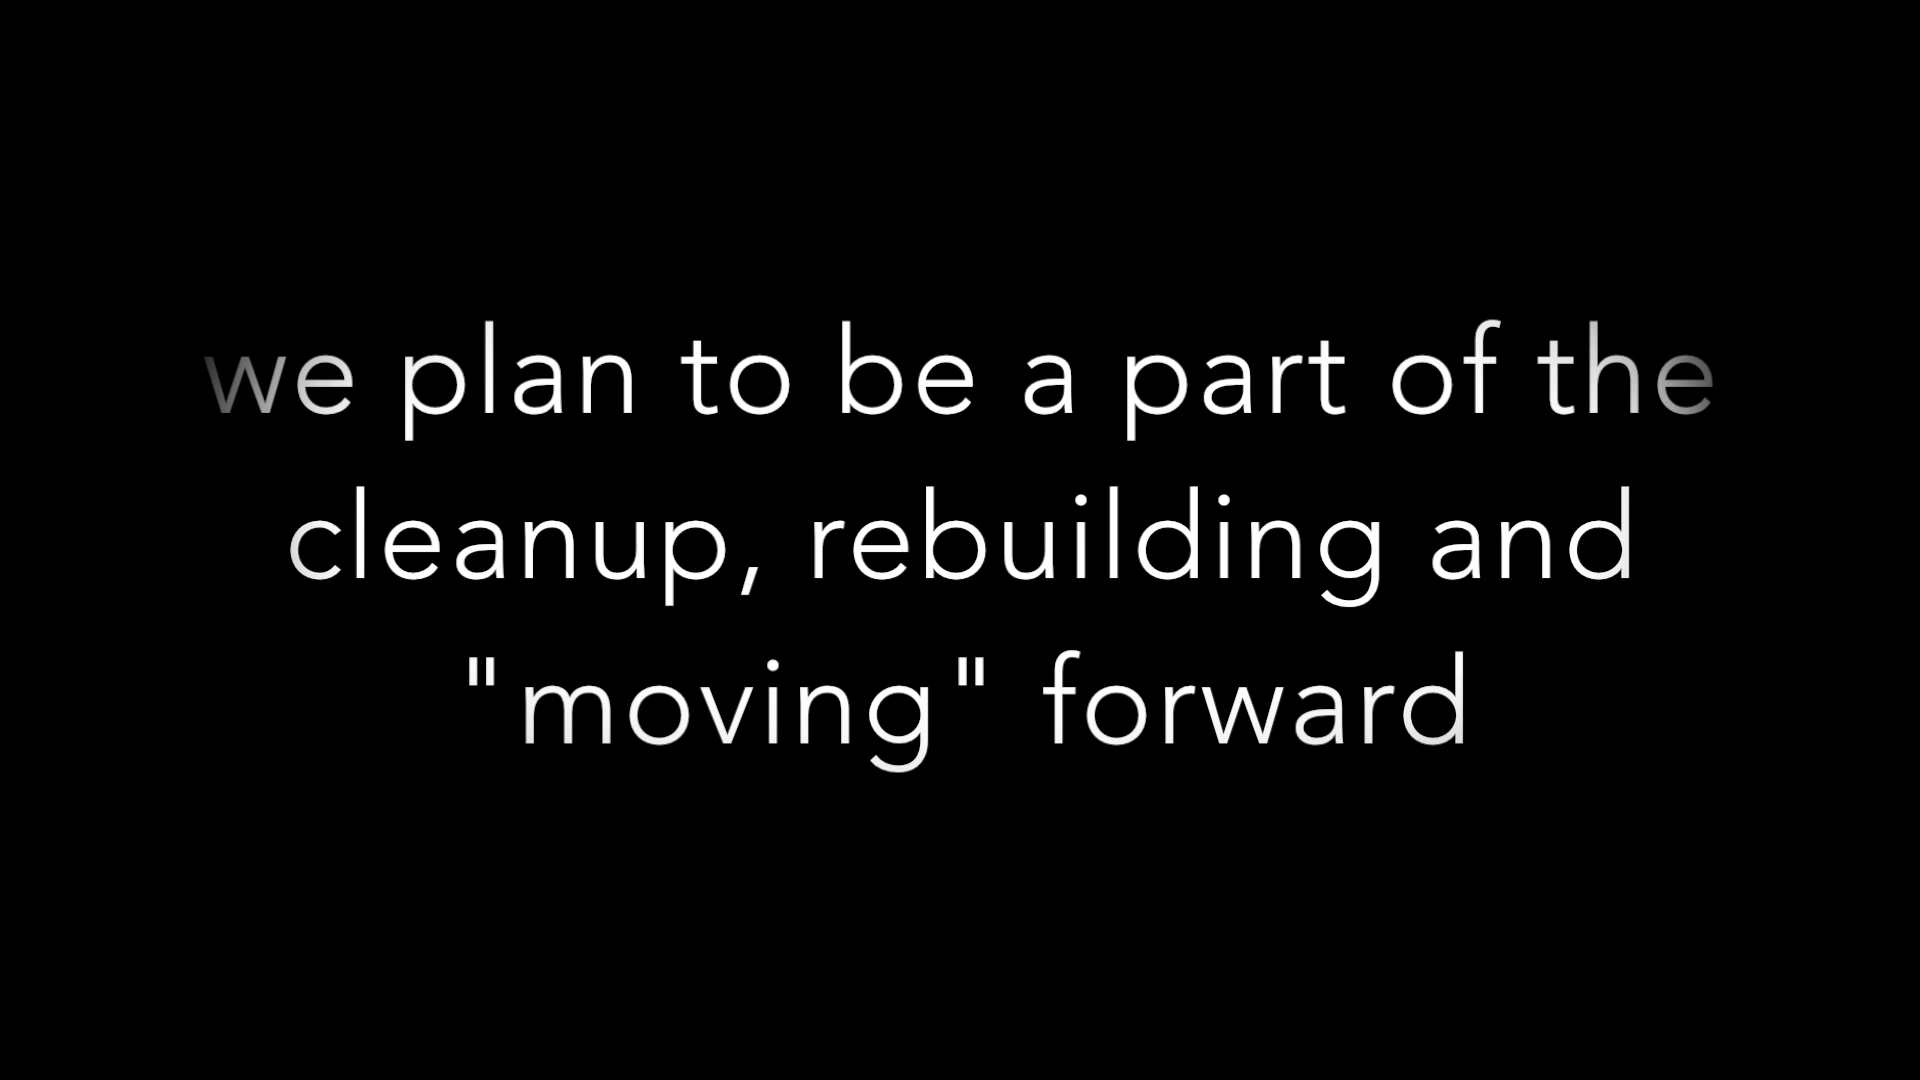 we plan to be a part of the
cleanup, rebuilding and
"moving" forward